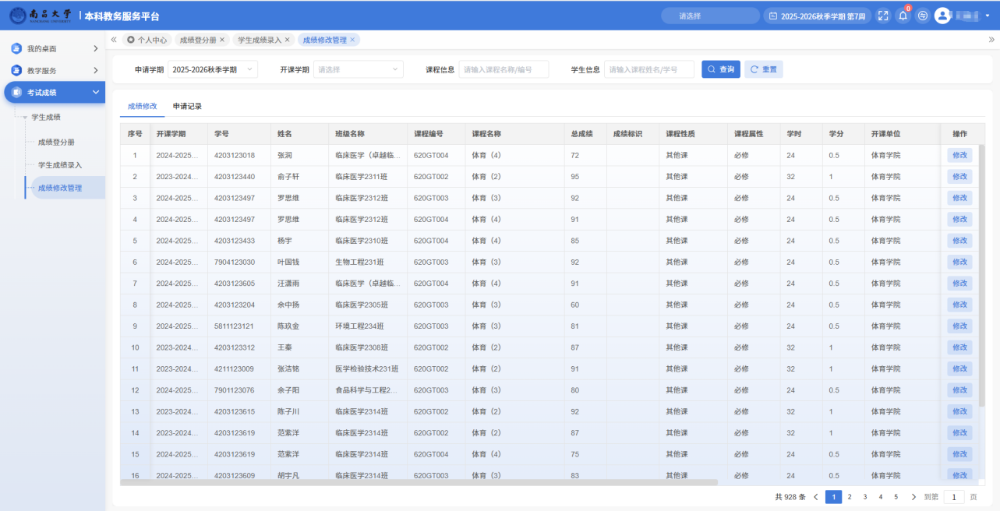 南昌大学 本科教务服务平台 请选择 2025-2026秋季学期 第7周 0
我的桌面
教学服务
考试成绩
学生成绩
成绩登分册
学生成绩录入
成绩修改管理
个人中心 成绩登分册 学生成绩录入 成绩修改管理
申请学期 2025-2026秋季学期 开课学期 请选择 课程信息 请输入课程名称/编号 学生信息 请输入课程姓名/学号 查询 重置
成绩修改 申请记录
序号 开课学期 学号 姓名 班级名称 课程编号 课程名称 总成绩 成绩标识 课程性质 课程属性 学时 学分 开课单位 操作
1 2024-2025... 4203123018 张润 临床医学（卓越临... 620GT004 体育（4） 72 其他课 必修 24 0.5 体育学院 修改
2 2023-2024... 4203123440 俞子轩 临床医学2311班 620GT002 体育（2） 95 其他课 必修 32 1 体育学院 修改
3 2024-2025... 4203123497 罗思维 临床医学2312班 620GT003 体育（3） 92 其他课 必修 24 0.5 体育学院 修改
4 2024-2025... 4203123497 罗思维 临床医学2312班 620GT004 体育（4） 91 其他课 必修 24 0.5 体育学院 修改
5 2024-2025... 4203123433 杨宇 临床医学2310班 620GT004 体育（4） 85 其他课 必修 24 0.5 体育学院 修改
6 2024-2025... 7904123030 叶国钱 生物工程231班 620GT003 体育（3） 92 其他课 必修 24 0.5 体育学院 修改
7 2024-2025... 4203123605 汪潇雨 临床医学（卓越临... 620GT004 体育（4） 91 其他课 必修 24 0.5 体育学院 修改
8 2024-2025... 4203123204 余中扬 临床医学2305班 620GT003 体育（3） 60 其他课 必修 24 0.5 体育学院 修改
9 2024-2025... 5811123121 陈玖金 环境工程234班 620GT003 体育（3） 81 其他课 必修 24 0.5 体育学院 修改
10 2023-2024... 4203123312 王秦 临床医学2308班 620GT002 体育（2） 87 其他课 必修 32 1 体育学院 修改
11 2023-2024... 4211123009 张洁铭 医学检验技术231班 620GT002 体育（2） 91 其他课 必修 32 1 体育学院 修改
12 2024-2025... 7901123076 余子阳 食品科学与工程2... 620GT003 体育（3） 80 其他课 必修 24 0.5 体育学院 修改
13 2023-2024... 4203123615 陈子川 临床医学2314班 620GT002 体育（2） 92 其他课 必修 32 1 体育学院 修改
14 2023-2024... 4203123619 范紫洋 临床医学2314班 620GT002 体育（2） 87 其他课 必修 32 1 体育学院 修改
15 2024-2025... 4203123619 范紫洋 临床医学2314班 620GT004 体育（4） 75 其他课 必修 24 0.5 体育学院 修改
16 2024-2025... 4203123609 胡宇凡 临床医学2314班 620GT003 体育（3） 83 其他课 必修 24 0.5 体育学院 修改
共 928 条 1 2 3 4 5 到第 1 页